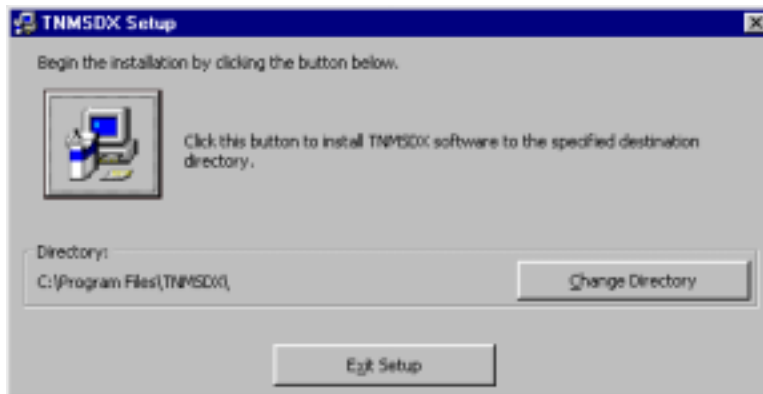 TNMSDX Setup
Begin the installation by clicking the button below.
Click this button to install TNMSDX software to the specified destination
directory.
Directory:
C:\Program Files\TNMSDX\
Change Directory
Exit Setup